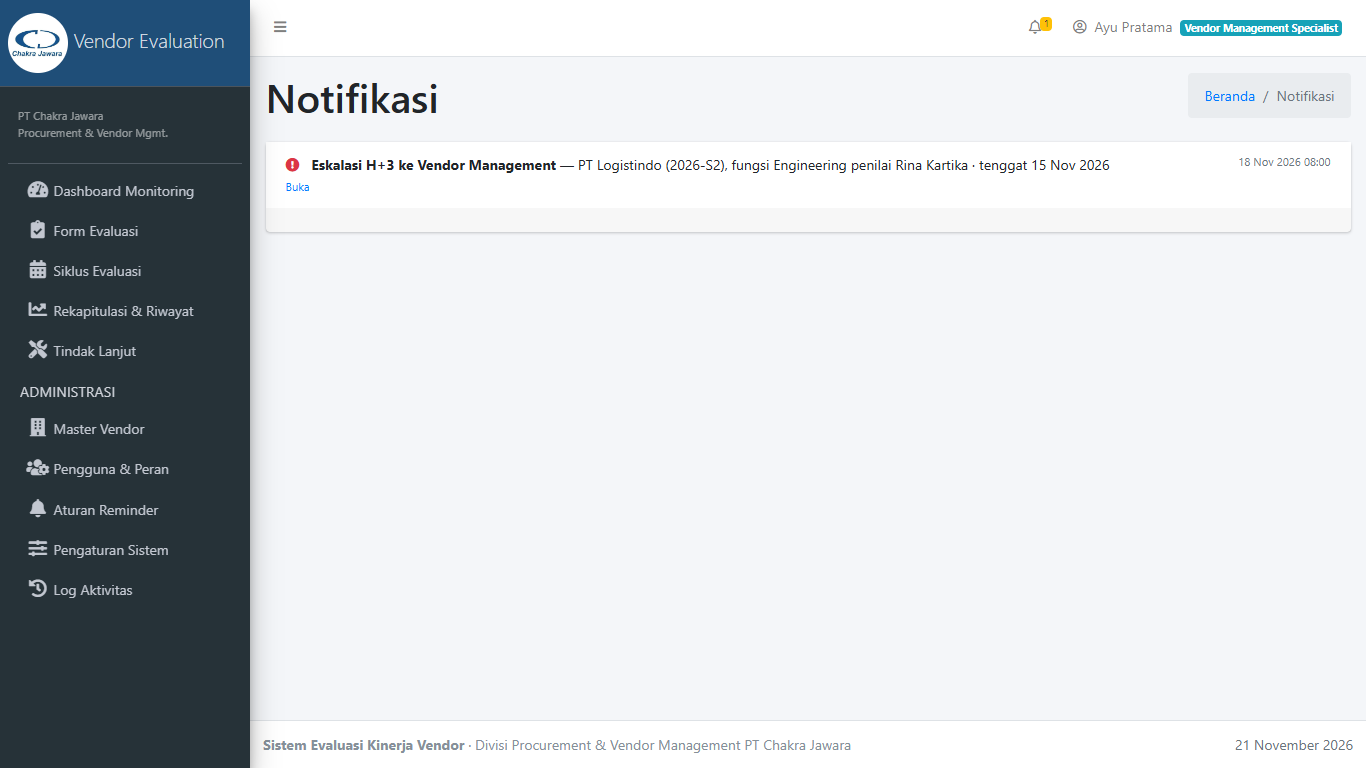 Chakra Jawara
Vendor Evaluation
1
Ayu Pratama
Vendor Management Specialist
PT Chakra Jawara
Procurement & Vendor Mgmt.
Dashboard Monitoring
Form Evaluasi
Siklus Evaluasi
Rekapitulasi & Riwayat
Tindak Lanjut
ADMINISTRASI
Master Vendor
Pengguna & Peran
Aturan Reminder
Pengaturan Sistem
Log Aktivitas
Notifikasi
Beranda / Notifikasi
Eskalasi H+3 ke Vendor Management — PT Logistindo (2026-S2), fungsi Engineering penilai Rina Kartika · tenggat 15 Nov 2026
18 Nov 2026 08:00
Buka
Sistem Evaluasi Kinerja Vendor · Divisi Procurement & Vendor Management PT Chakra Jawara
21 November 2026